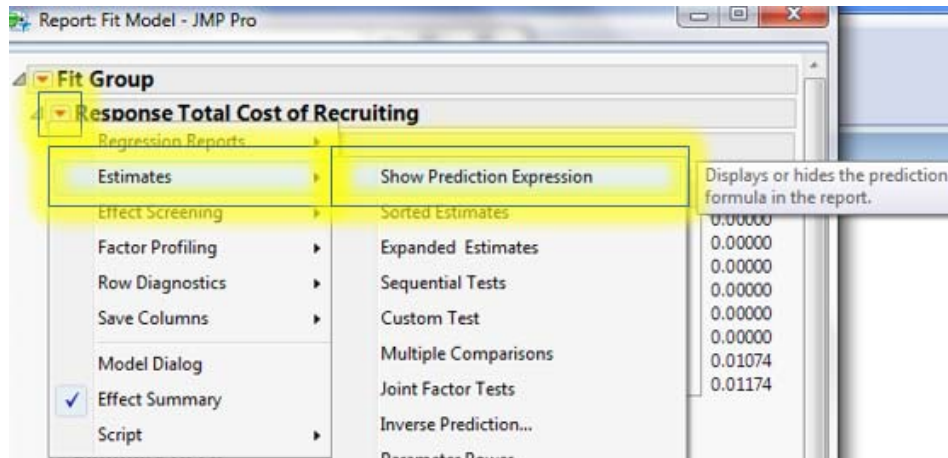 Report: Fit Model - JMP Pro
Fit Group
Response Total Cost of Recruiting
Regression Reports
Estimates
Effect Screening
Factor Profiling
Row Diagnostics
Save Columns
Model Dialog
Effect Summary
Script
Show Prediction Expression
Sorted Estimates
Expanded Estimates
Sequential Tests
Custom Test
Multiple Comparisons
Joint Factor Tests
Inverse Prediction...
Parameter Power
Displays or hides the prediction
formula in the report.
0.00000
0.00000
0.00000
0.00000
0.00000
0.00000
0.01074
0.01174